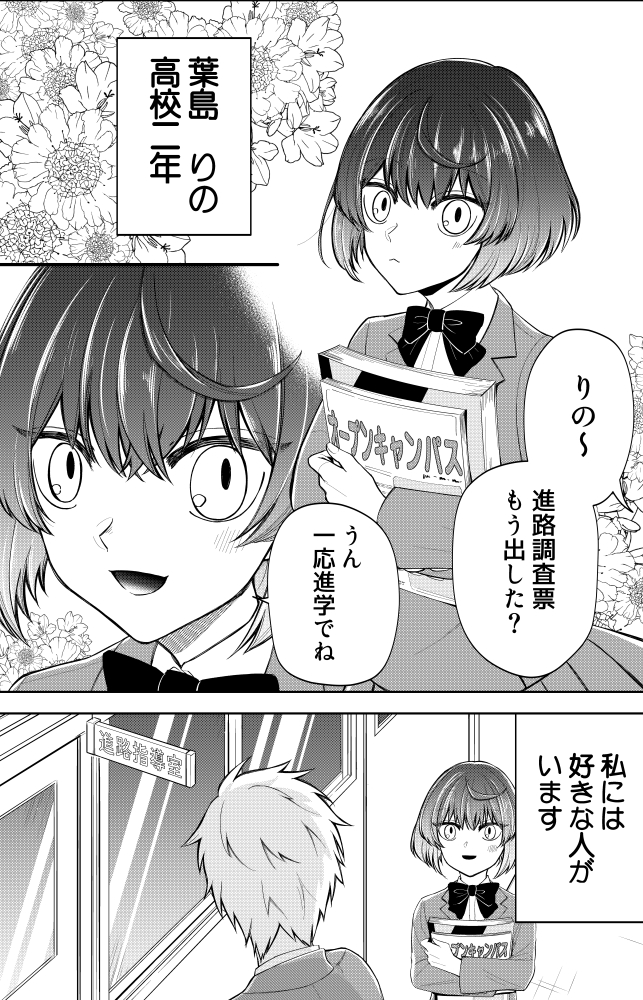 葉島 りの
高校二年
りの〜
進路調査票
もう出した?
オープンキャンパス
うん
一応進学でね
私には
好きな人が
います
進路指導室
プンキャンパス